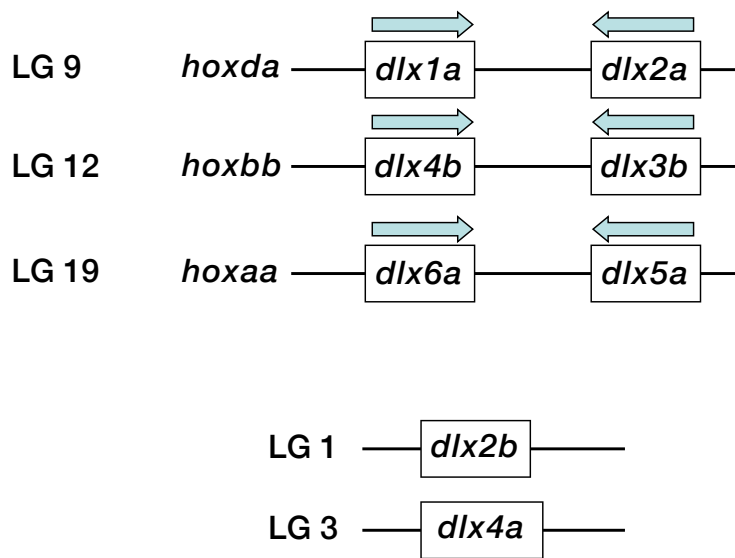 LG 9 hoxda dlx1a dlx2a
LG 12 hoxbb dlx4b dlx3b
LG 19 hoxaa dlx6a dlx5a
LG 1 dlx2b
LG 3 dlx4a